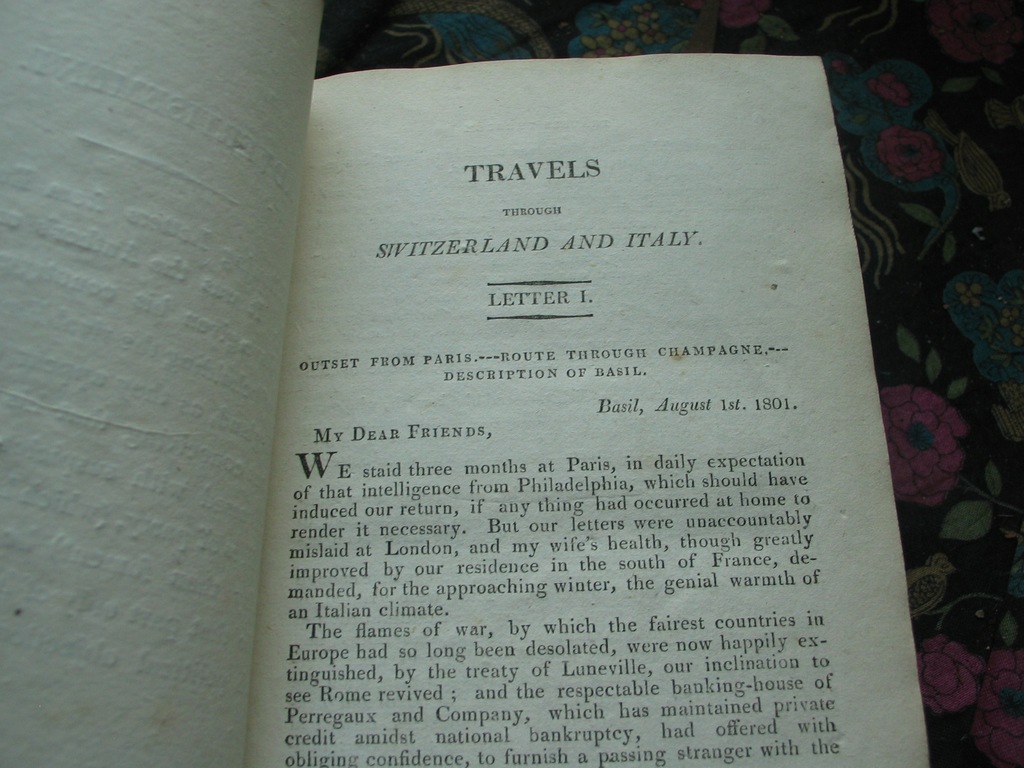 TRAVELS
THROUGH
SWITZERLAND AND ITALY.
LETTER I.
OUTSET FROM PARIS.---ROUTE THROUGH CHAMPAGNE.---
DESCRIPTION OF BASIL.
Basil, August 1st. 1801.
MY DEAR FRIENDS,
WE staid three months at Paris, in daily expectation
of that intelligence from Philadelphia, which should have
induced our return, if any thing had occurred at home to
render it necessary. But our letters were unaccountably
mislaid at London, and my wife's health, though greatly
improved by our residence in the south of France, de-
manded, for the approaching winter, the genial warmth of
an Italian climate.
The flames of war, by which the fairest countries in
Europe had so long been desolated, were now happily ex-
tinguished, by the treaty of Luneville, our inclination to
see Rome revived ; and the respectable banking-house of
Perregaux and Company, which has maintained private
credit amidst national bankruptcy, had offered with
obliging confidence, to furnish a passing stranger with the